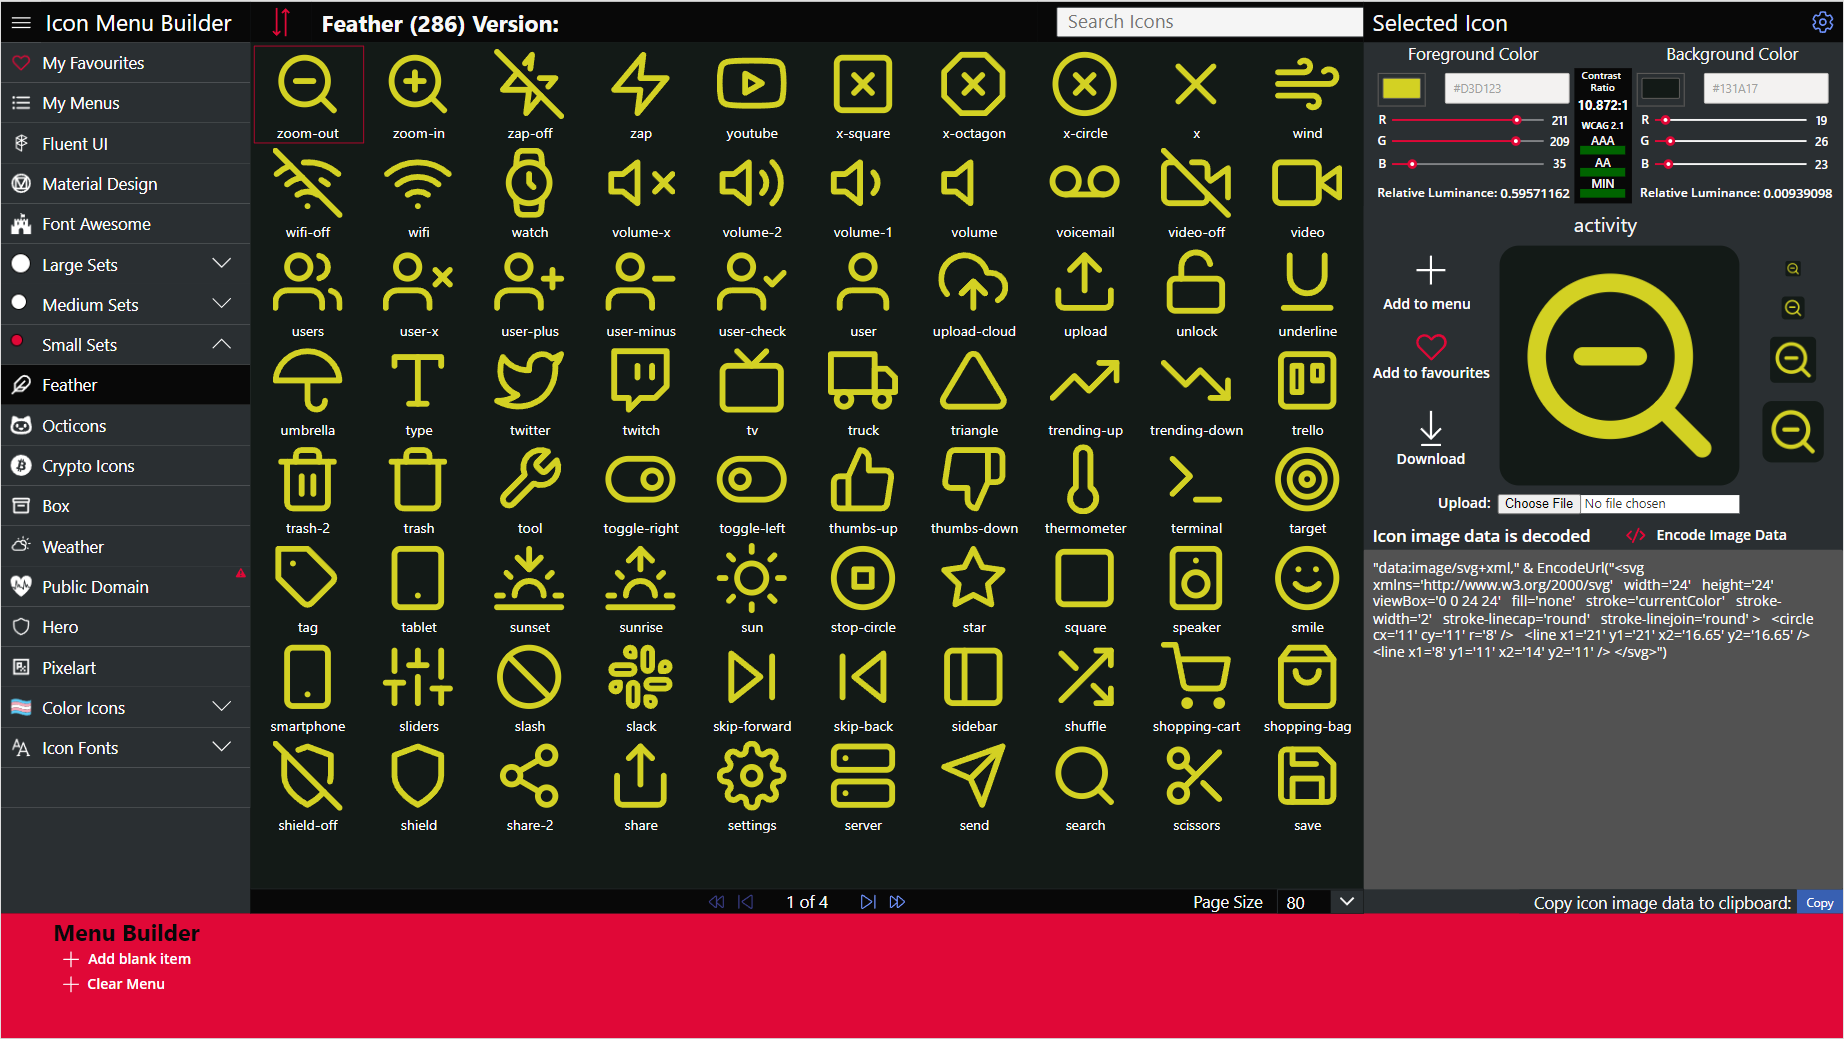 Icon Menu Builder
My Favourites
My Menus
Fluent UI
Material Design
Font Awesome
Large Sets
Medium Sets
Small Sets
Feather
Octicons
Crypto Icons
Box
Weather
Public Domain
Hero
Pixelart
Color Icons
Icon Fonts
Feather (286) Version:
Search Icons
zoom-out zoom-in zap-off zap youtube x-square x-octagon x-circle x wind
wifi-off wifi watch volume-x volume-2 volume-1 volume voicemail video-off video
users user-x user-plus user-minus user-check user upload-cloud upload unlock underline
umbrella type twitter twitch tv truck triangle trending-up trending-down trello
trash-2 trash tool toggle-right toggle-left thumbs-up thumbs-down thermometer terminal target
tag tablet sunset sunrise sun stop-circle star square speaker smile
smartphone sliders slash slack skip-forward skip-back sidebar shuffle shopping-cart shopping-bag
shield-off shield share-2 share settings server send search scissors save
1 of 4
Page Size 80
Selected Icon
Foreground Color
#D3D123
R 211
G 209
B 35
Relative Luminance: 0.59571162
Contrast
Ratio
10.872:1
WCAG 2.1
AAA
AA
MIN
Background Color
#131A17
R 19
G 26
B 23
Relative Luminance: 0.00939098
activity
Add to menu
Add to favourites
Download
Upload: Choose File No file chosen
Icon image data is decoded
</> Encode Image Data
"data:image/svg+xml," & EncodeUrl("<svg
xmlns='http://www.w3.org/2000/svg' width='24' height='24'
viewBox='0 0 24 24' fill='none' stroke='currentColor' stroke-
width='2' stroke-linecap='round' stroke-linejoin='round' > <circle
cx='11' cy='11' r='8' /> <line x1='21' y1='21' x2='16.65' y2='16.65' />
<line x1='8' y1='11' x2='14' y2='11' /> </svg>")
Copy icon image data to clipboard: Copy
Menu Builder
Add blank item
Clear Menu